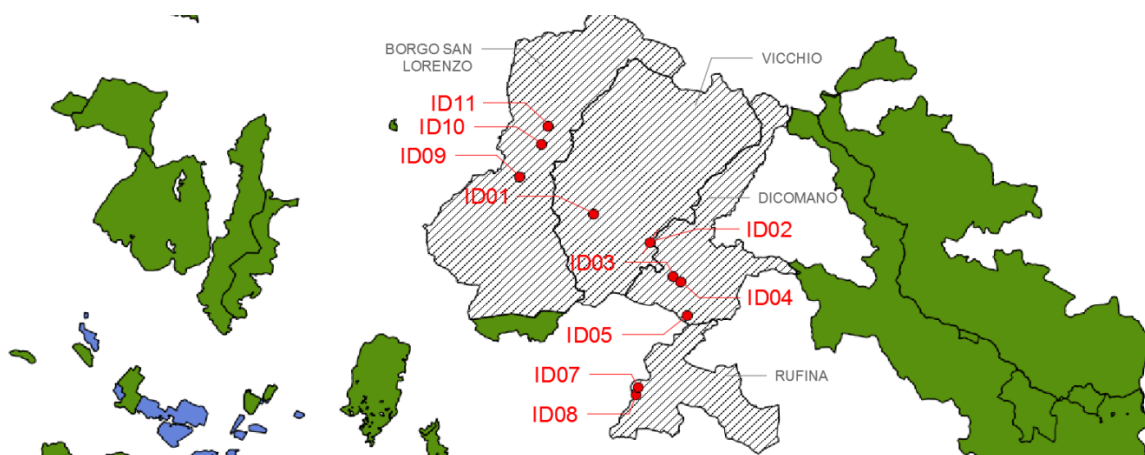 BORGO SAN
LORENZO
VICCHIO
ID11
ID10
ID09
ID01
DICOMANO
ID02
ID03
ID04
ID05
ID07
RUFINA
ID08